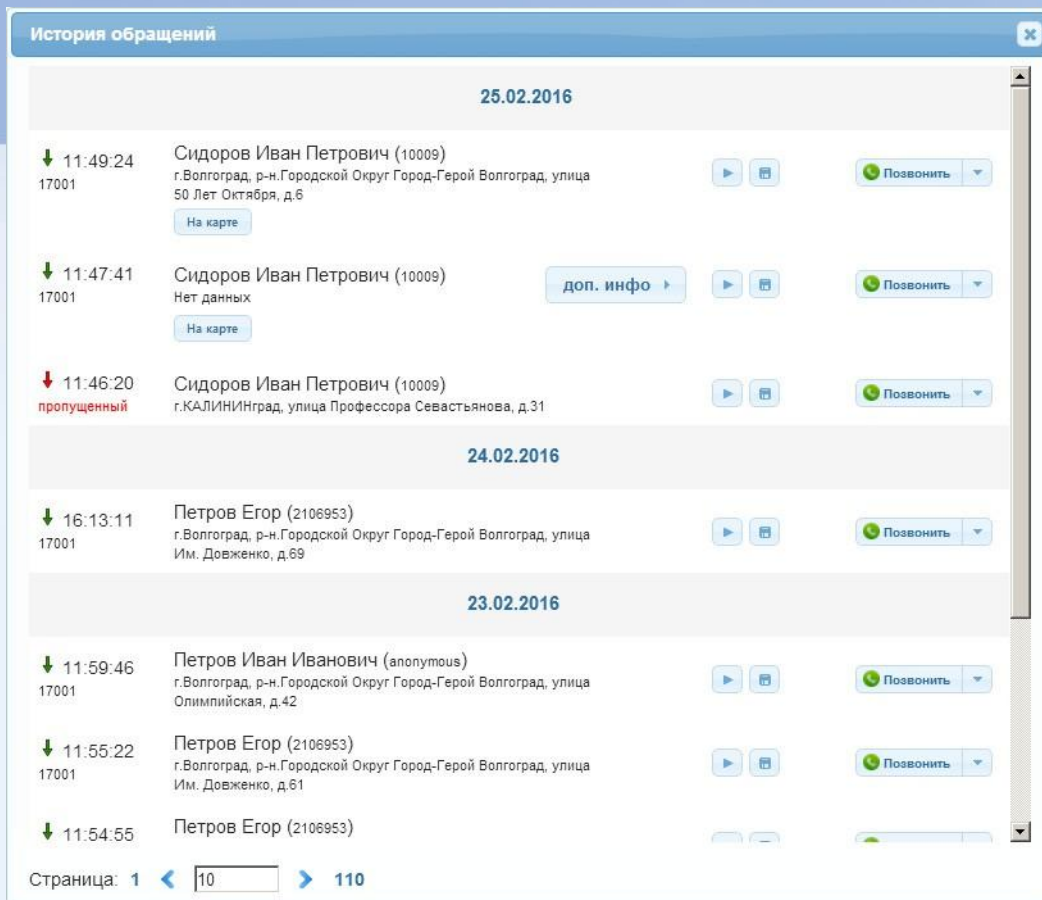 История обращений
25.02.2016
11:49:24
17001
Сидоров Иван Петрович (10009)
г.Волгоград, р-н.Городской Округ Город-Герой Волгоград, улица
50 Лет Октября, д.6
На карте
Позвонить
11:47:41
17001
Сидоров Иван Петрович (10009)
Нет данных
На карте
доп. инфо
Позвонить
11:46:20
пропущенный
Сидоров Иван Петрович (10009)
г.КАЛИНИНград, улица Профессора Севастьянова, д.31
Позвонить
24.02.2016
16:13:11
17001
Петров Егор (2106953)
г.Волгоград, р-н.Городской Округ Город-Герой Волгоград, улица
Им. Довженко, д.69
Позвонить
23.02.2016
11:59:46
17001
Петров Иван Иванович (anonymous)
г.Волгоград, р-н.Городской Округ Город-Герой Волгоград, улица
Олимпийская, д.42
Позвонить
11:55:22
17001
Петров Егор (2106953)
г.Волгоград, р-н.Городской Округ Город-Герой Волгоград, улица
Им. Довженко, д.61
Позвонить
11:54:55
Петров Егор (2106953)
Страница: 1 10 110